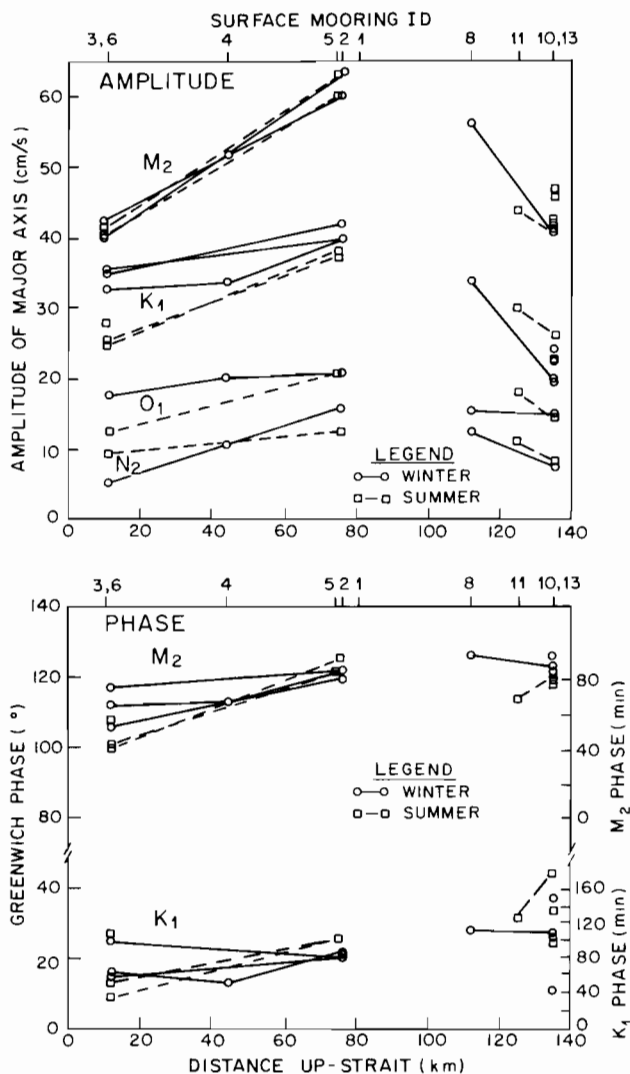 SURFACE MOORING ID
3,6 4 5 2 1 8 11 10,13
AMPLITUDE
AMPLITUDE OF MAJOR AXIS (cm/s)
60
50
40
30
20
10
0
M2
K1
O1
N2
LEGEND
WINTER
SUMMER
0 20 40 60 80 100 120 140
3,6 4 5 2 1 8 11 10,13
PHASE
GREENWICH PHASE (°)
140
120
100
80
40
20
0
M2
K1
LEGEND
WINTER
SUMMER
80
40
0
M2 PHASE (min)
160
120
80
40
K1 PHASE (min)
0 20 40 60 80 100 120 140
DISTANCE UP-STRAIT (km)